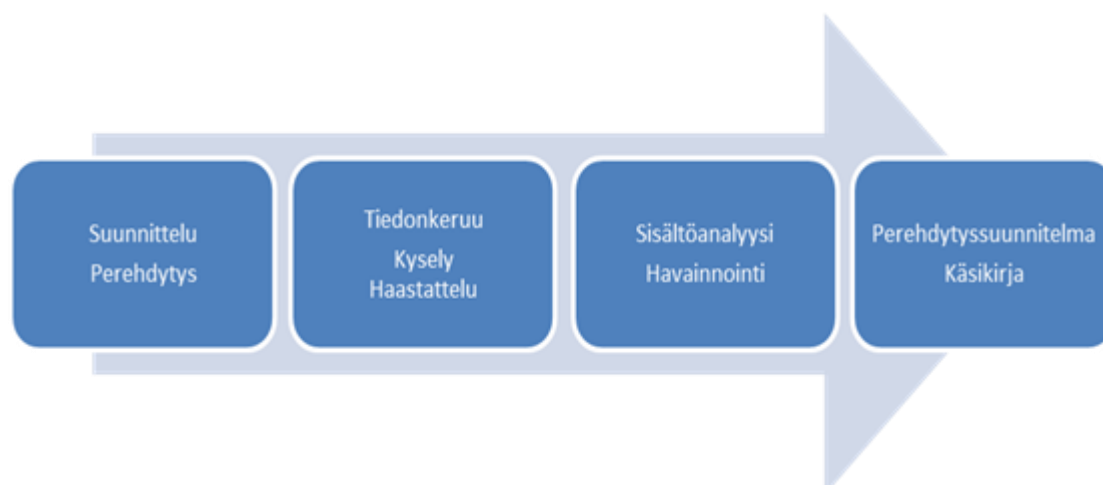 Suunnittelu
Perehdytys
Tiedonkeruu
Kysely
Haastattelu
Sisältöanalyysi
Havainnointi
Perehdytyssuunnitelma
Käsikirja